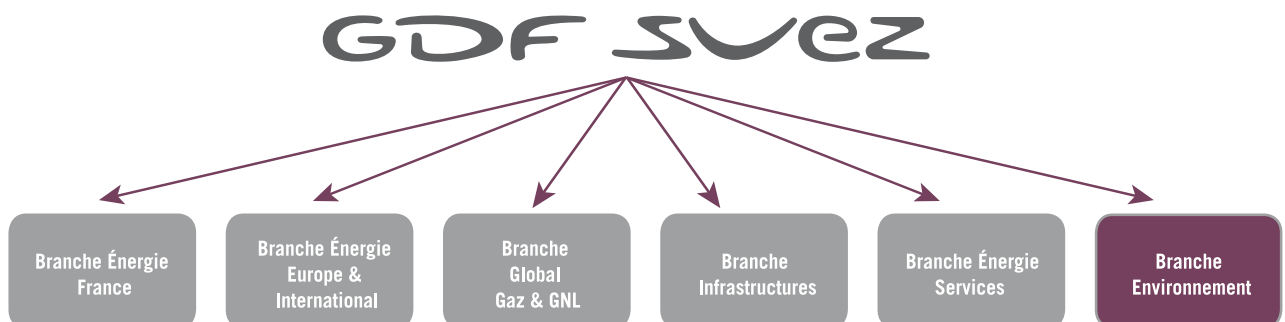 GDF SUEZ
Branche Énergie
France
Branche Énergie
Europe &
International
Branche
Global
Gaz & GNL
Branche
Infrastructures
Branche Énergie
Services
Branche
Environnement